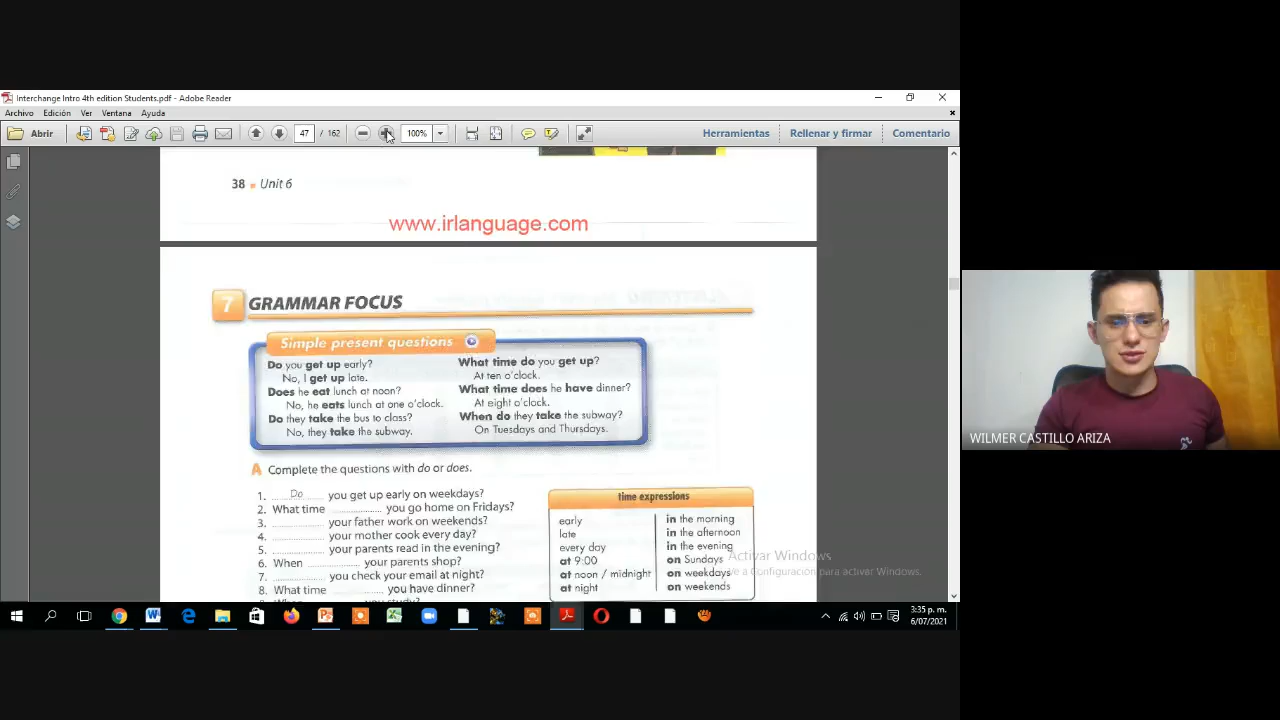 Interchange Intro 4th edition Students.pdf - Adobe Reader
Archivo Edición Ver Ventana Ayuda
Abrir 47 / 162 100% Herramientas Rellenar y firmar Comentario
38 Unit 6
www.irlanguage.com
7 GRAMMAR FOCUS
Simple present questions
Do you get up early?
No, I get up late.
Does he eat lunch at noon?
No, he eats lunch at one o'clock.
Do they take the bus to class?
No, they take the subway.
What time do you get up?
At ten o'clock.
What time does he have dinner?
At eight o'clock.
When do they take the subway?
On Tuesdays and Thursdays.
A Complete the questions with do or does.
1. Do you get up early on weekdays?
2. What time ............ you go home on Fridays?
3. ............ your father work on weekends?
4. ............ your mother cook every day?
5. ............ your parents read in the evening?
6. When ............ your parents shop?
7. ............ you check your email at night?
8. What time ............ you have dinner?
time expressions
early
late
every day
at 9:00
at noon / midnight
at night
in the morning
in the afternoon
in the evening
on Sundays
on weekdays
on weekends
Activar Windows
Ve a Configuración para activar Windows.
3:35 p. m.
6/07/2021
WILMER CASTILLO ARIZA